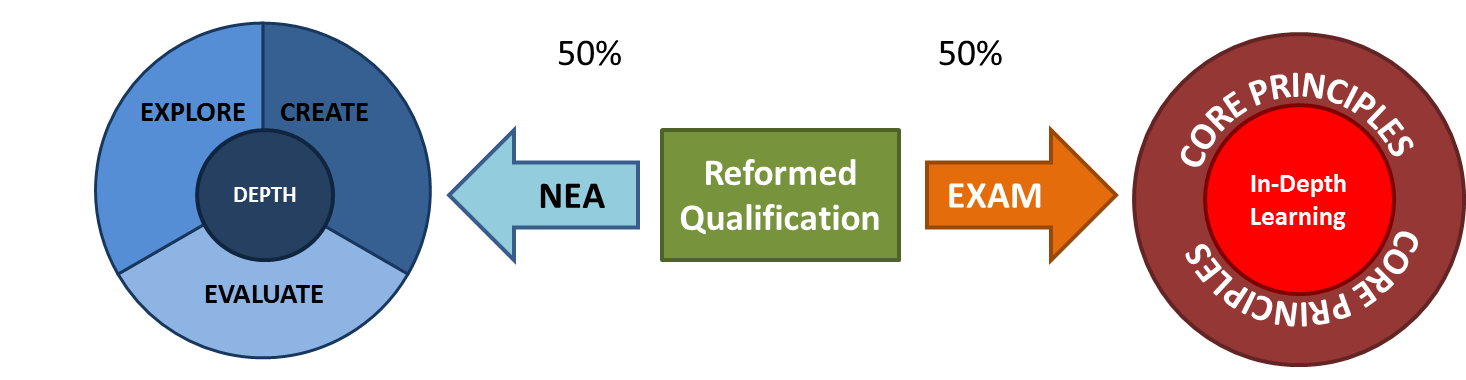 50%
50%
EXPLORE
CREATE
DEPTH
EVALUATE
NEA
Reformed
Qualification
EXAM
CORE PRINCIPLES
In-Depth
Learning
CORE PRINCIPLES